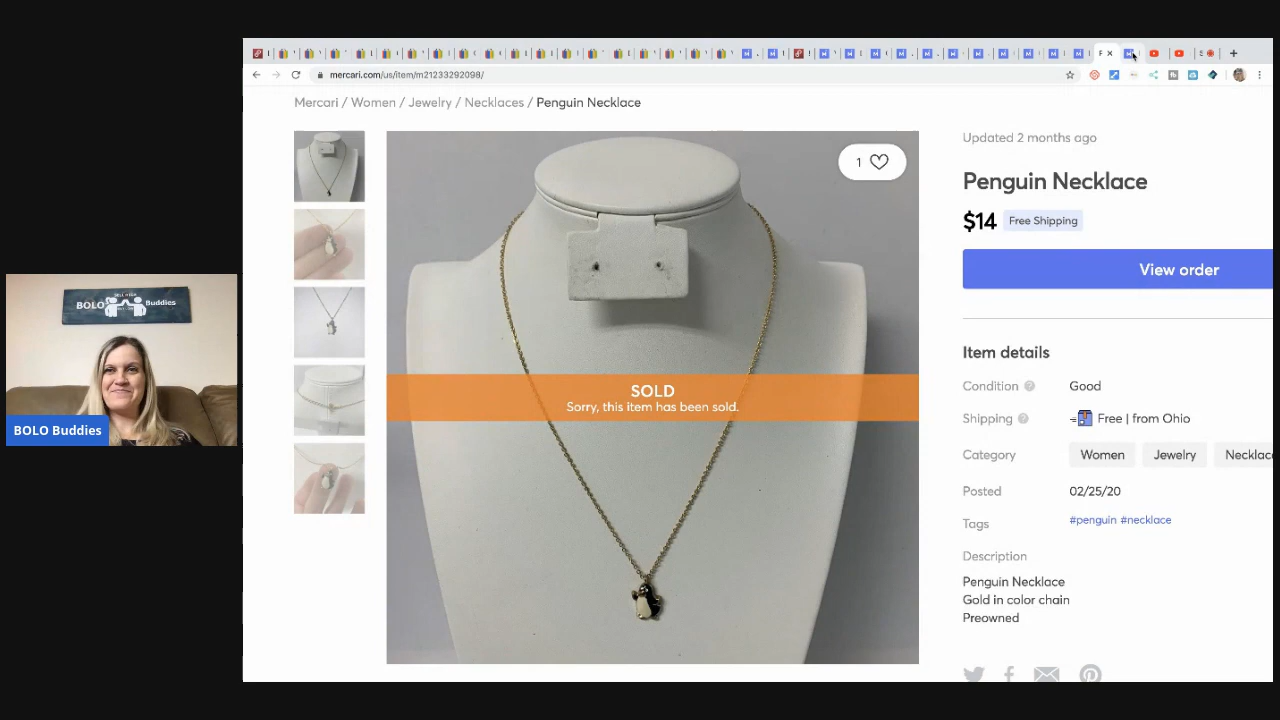 mercari.com/us/item/m21233292098/
Mercari / Women / Jewelry / Necklaces / Penguin Necklace
1
Updated 2 months ago
Penguin Necklace
$14 Free Shipping
View order
SOLD
Sorry, this item has been sold.
Item details
Condition Good
Shipping Free | from Ohio
Category Women Jewelry Necklac
Posted 02/25/20
Tags #penguin #necklace
Description
Penguin Necklace
Gold in color chain
Preowned
BOLO Buddies
BOLO Buddies